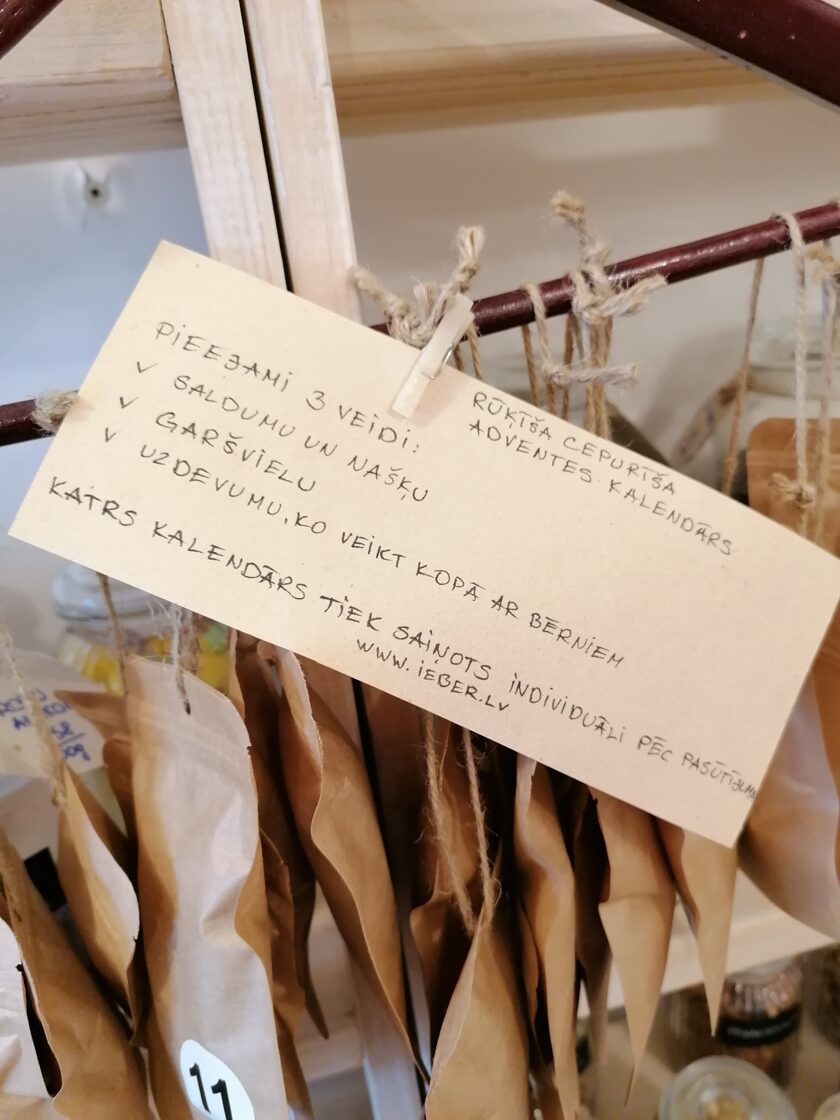 RŪĶĪŠA CEPURĪŠA
ADVENTES KALENDĀRS
PIEEJAMI 3 VEIDI:
v SALDUMU UN NAŠĶU
v GARŠVIELU
v UZDEVUMU, KO VEIKT KOPĀ AR BĒRNIEM
KATRS KALENDĀRS TIEK SAIŅOTS INDIVIDUĀLI PĒC PASŪTĪJUMA
WWW.IEBER.LV
11